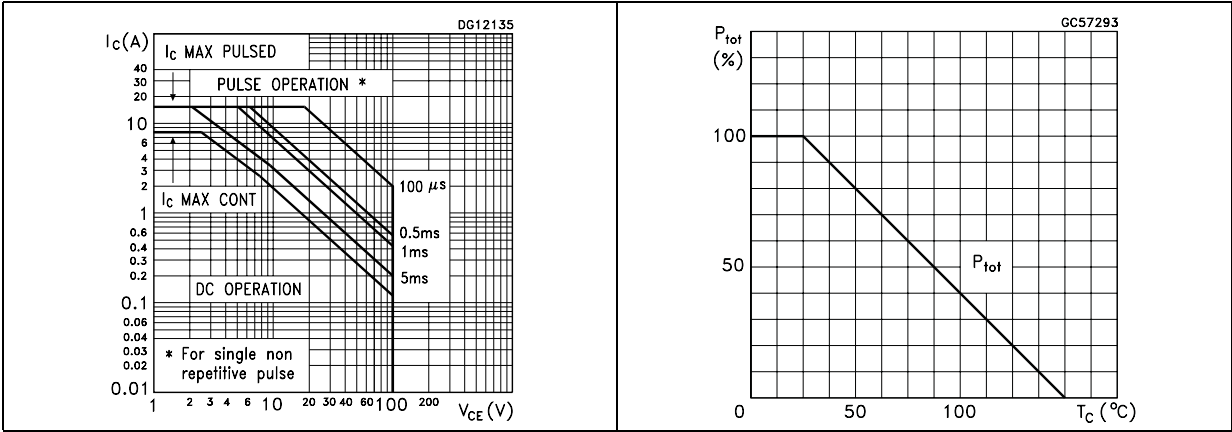 DG12135
I_C(A)
I_C MAX PULSED
PULSE OPERATION *
40
30
20
10
8
6
4
2
1
0.6
0.4
0.3
0.2
0.1
0.06
0.04
0.03
0.02
0.01
I_C MAX CONT
100 μs
0.5ms
1ms
5ms
DC OPERATION
* For single non
repetitive pulse
1 2 3 4 6 10 20 30 40 60 100 200 V_CE(V)
GC57293
P_tot
(%)
100
50
P_tot
0 50 100 T_C(°C)